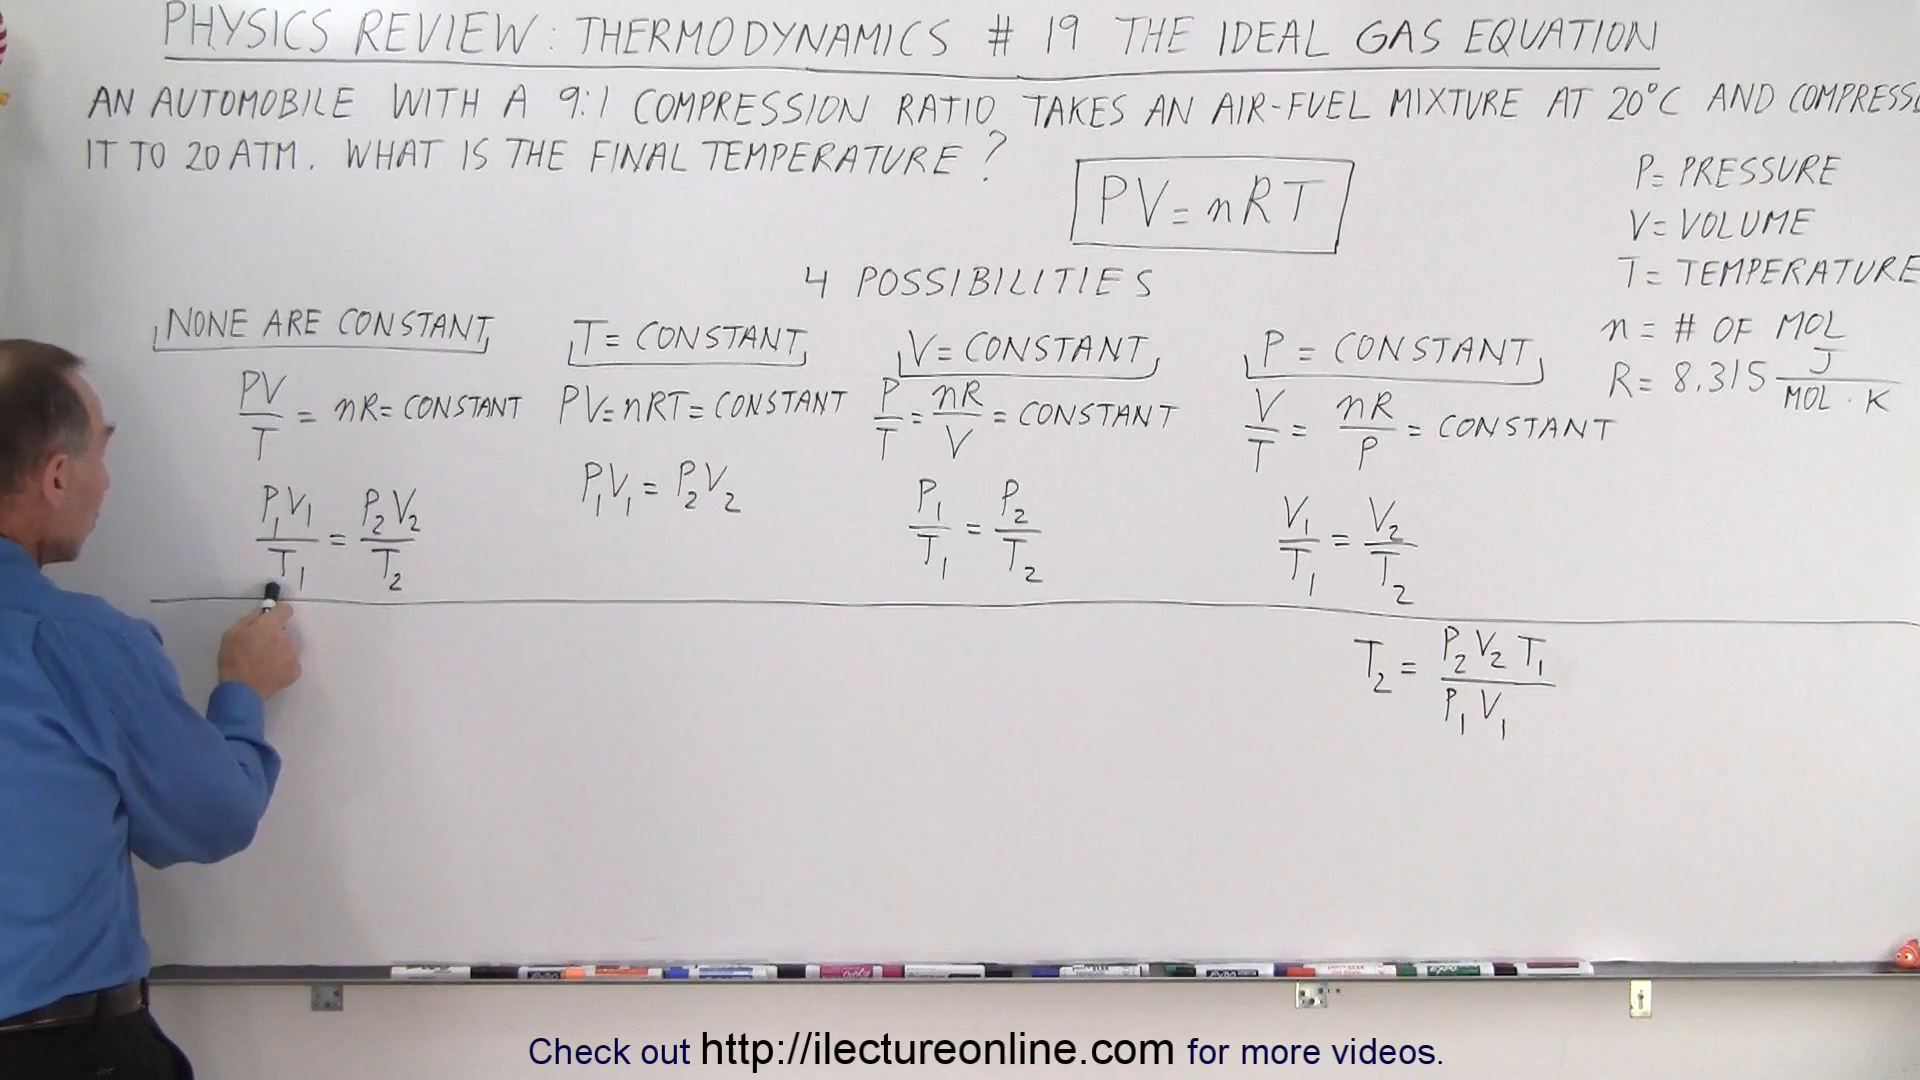 PHYSICS REVIEW: THERMODYNAMICS # 19 THE IDEAL GAS EQUATION
AN AUTOMOBILE WITH A 9:1 COMPRESSION RATIO TAKES AN AIR-FUEL MIXTURE AT 20°C AND COMPRESS
IT TO 20 ATM. WHAT IS THE FINAL TEMPERATURE?
PV = nRT
P = PRESSURE
V = VOLUME
T = TEMPERATURE
n = # OF MOL
R = 8.315 J / MOL · K
4 POSSIBILITIES
NONE ARE CONSTANT
PV/T = nR = CONSTANT
P₁V₁/T₁ = P₂V₂/T₂
T = CONSTANT
PV = nRT = CONSTANT
P₁V₁ = P₂V₂
V = CONSTANT
P/T = nR/V = CONSTANT
P₁/T₁ = P₂/T₂
P = CONSTANT
V/T = nR/P = CONSTANT
V₁/T₁ = V₂/T₂
T₂ = P₂V₂T₁ / P₁V₁
Check out http://ilectureonline.com for more videos.